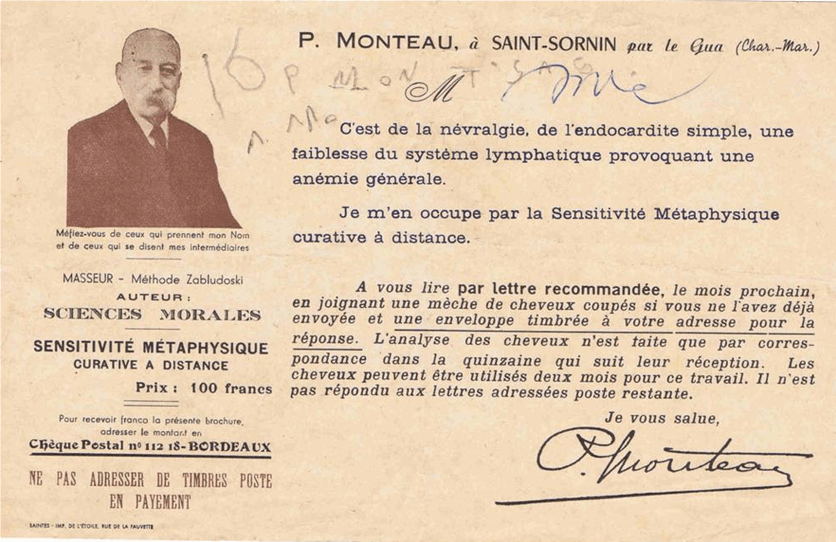 P. MONTEAU, à SAINT-SORNIN par le Gua (Char.-Mar.)
M
C'est de la névralgie, de l'endocardite simple, une
faiblesse du système lymphatique provoquant une
anémie générale.
Je m'en occupe par la Sensitivité Métaphysique
curative à distance.
A vous lire par lettre recommandée, le mois prochain,
en joignant une mèche de cheveux coupés si vous ne l'avez déjà
envoyée et une enveloppe timbrée à votre adresse pour la
réponse. L'analyse des cheveux n'est faite que par corres-
pondance dans la quinzaine qui suit leur réception. Les
cheveux peuvent être utilisés deux mois pour ce travail. Il n'est
pas répondu aux lettres adressées poste restante.
Je vous salue,
P. Monteau
Méfiez-vous de ceux qui prennent mon Nom
et de ceux qui se disent mes intermédiaires
MASSEUR - Méthode Zabludoski
AUTEUR :
SCIENCES MORALES
SENSITIVITÉ MÉTAPHYSIQUE
CURATIVE A DISTANCE
Prix : 100 francs
Pour recevoir franco la présente brochure,
adresser le montant en
Chèque Postal nº 112 18-BORDEAUX
NE PAS ADRESSER DE TIMBRES POSTE
EN PAYEMENT
SAINTES - IMP. DE L'ÉTOILE, RUE DE LA FAUVETTE